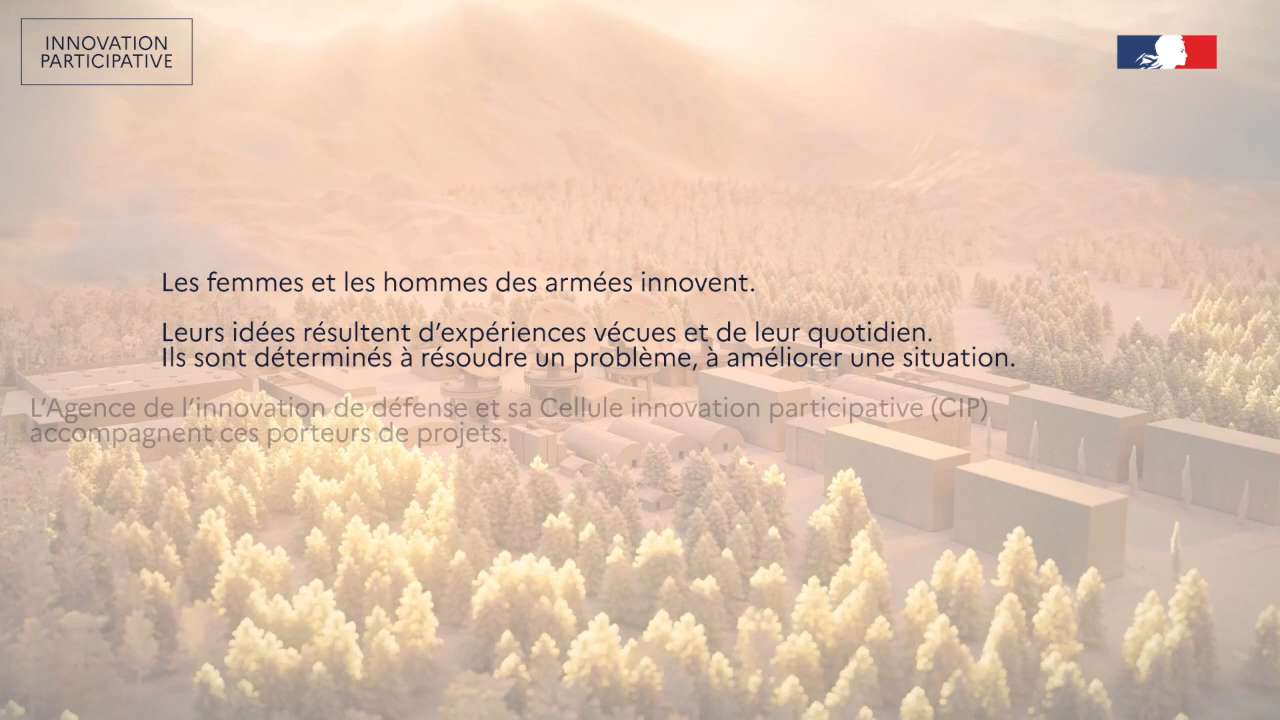 INNOVATION
PARTICIPATIVE
Les femmes et les hommes des armées innovent.
Leurs idées résultent d’expériences vécues et de leur quotidien.
Ils sont déterminés à résoudre un problème, à améliorer une situation.
L’Agence de l’innovation de défense et sa Cellule innovation participative (CIP)
accompagnent ces porteurs de projets.